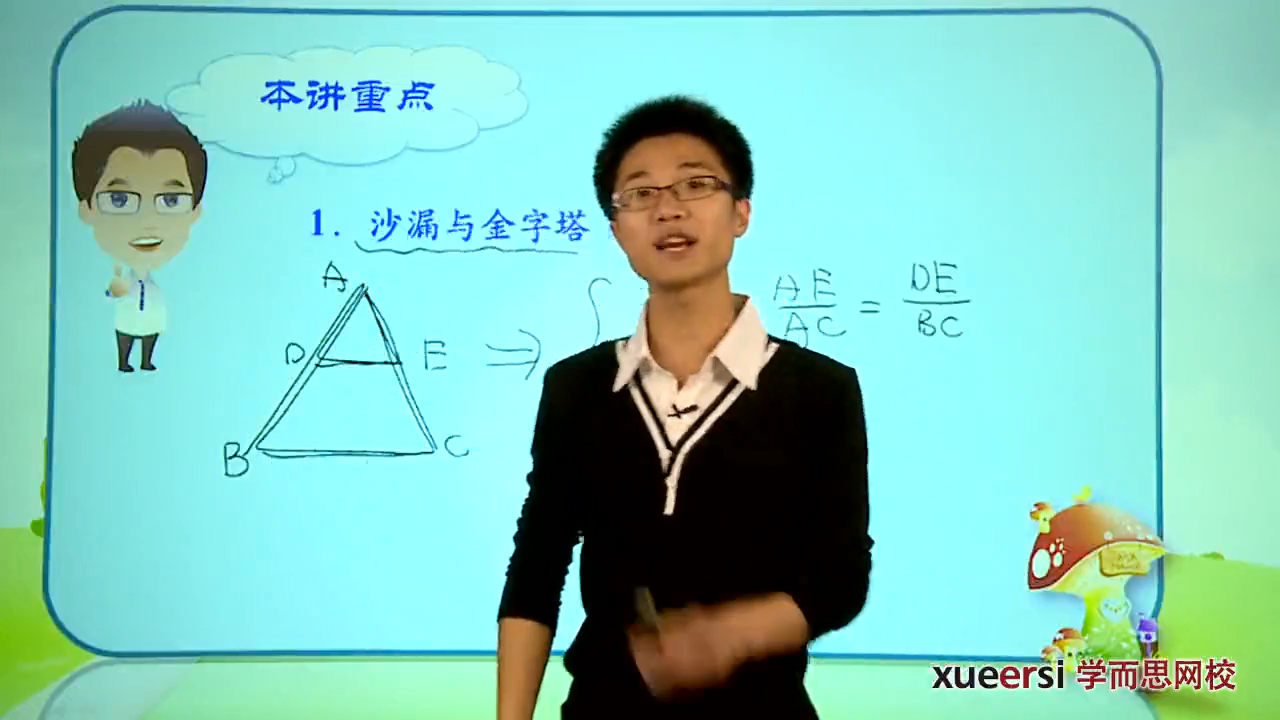 本讲重点
1. 沙漏与金字塔
A
D E ⇒ { AE/AC = DE/BC
B C
xueersi 学而思网校